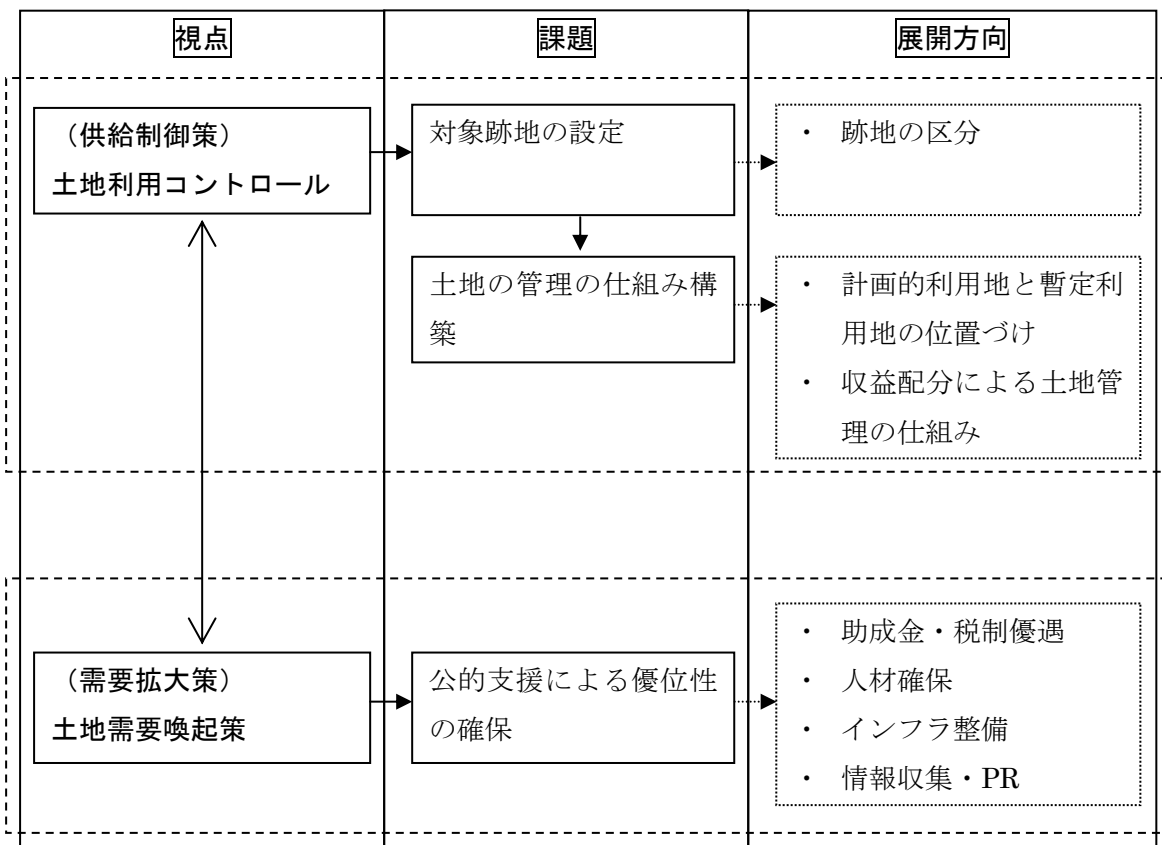 視点
課題
展開方向
（供給制御策）
土地利用コントロール
対象跡地の設定
・ 跡地の区分
土地の管理の仕組み構
築
・ 計画的利用地と暫定利
用地の位置づけ
・ 収益配分による土地管
理の仕組み
（需要拡大策）
土地需要喚起策
公的支援による優位性
の確保
・ 助成金・税制優遇
・ 人材確保
・ インフラ整備
・ 情報収集・PR